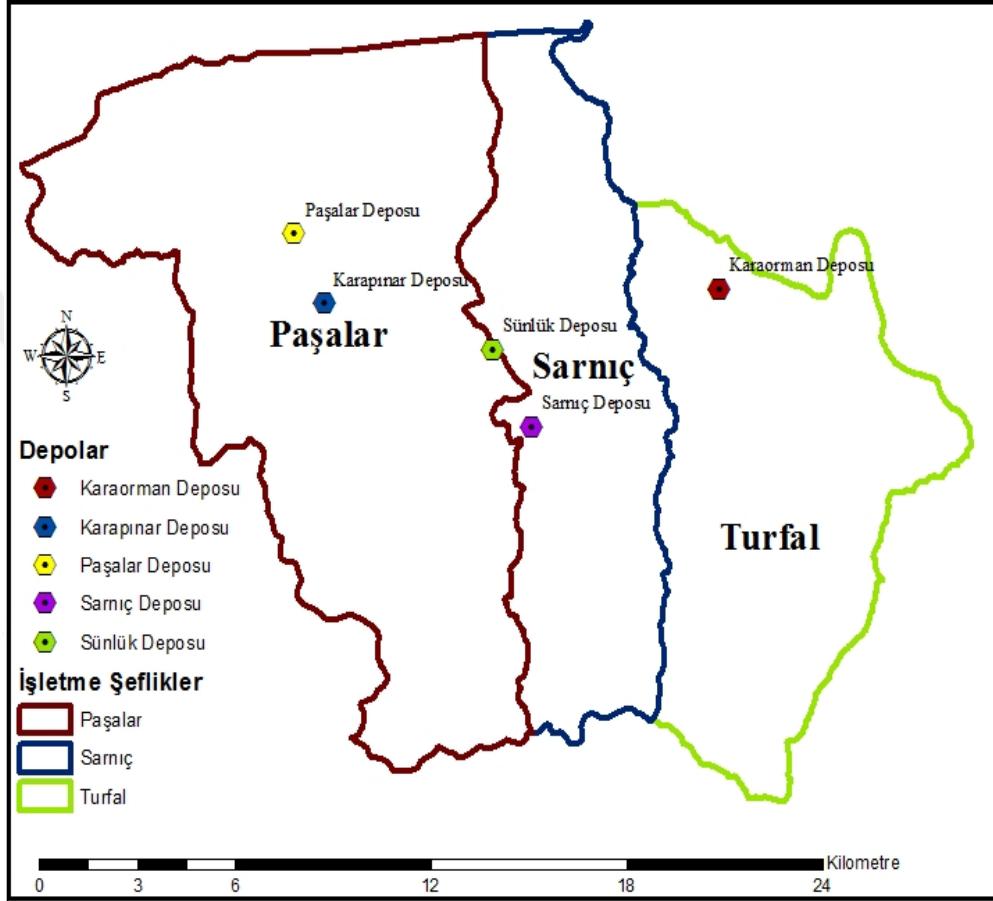 Paşalar Deposu
Karaorman Deposu
Karapınar Deposu
Paşalar
Sünlük Deposu
Sarnıç
Sarnıç Deposu
N
W
E
S
Depolar
Karaorman Deposu
Karapınar Deposu
Paşalar Deposu
Sarnıç Deposu
Sünlük Deposu
Turfal
İşletme Şeflikler
Paşalar
Sarnıç
Turfal
Kilometre
0 3 6 12 18 24